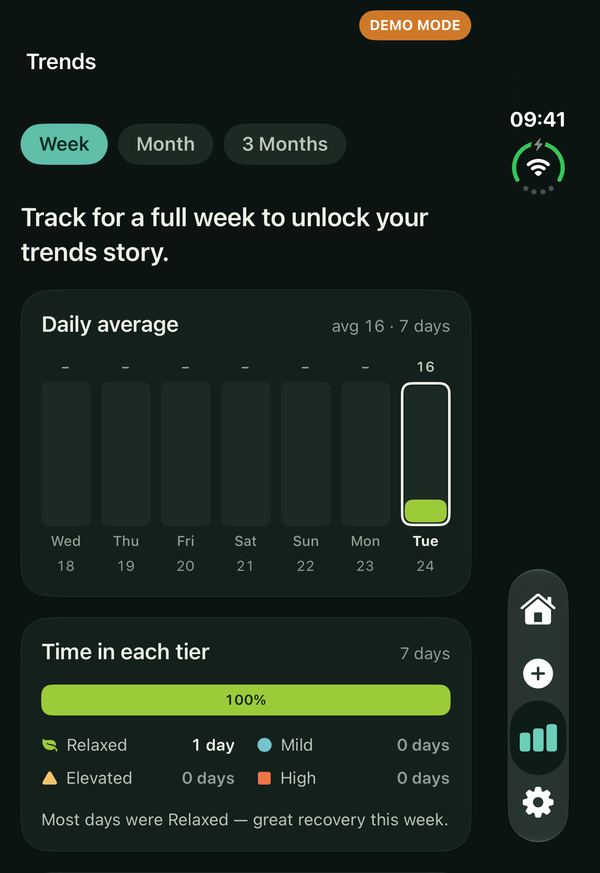 DEMO MODE
Trends
09:41
Week Month 3 Months
Track for a full week to unlock your
trends story.
Daily average avg 16 · 7 days
– – – – – – 16
Wed Thu Fri Sat Sun Mon Tue
18 19 20 21 22 23 24
Time in each tier 7 days
100%
Relaxed 1 day Mild 0 days
Elevated 0 days High 0 days
Most days were Relaxed — great recovery this week.